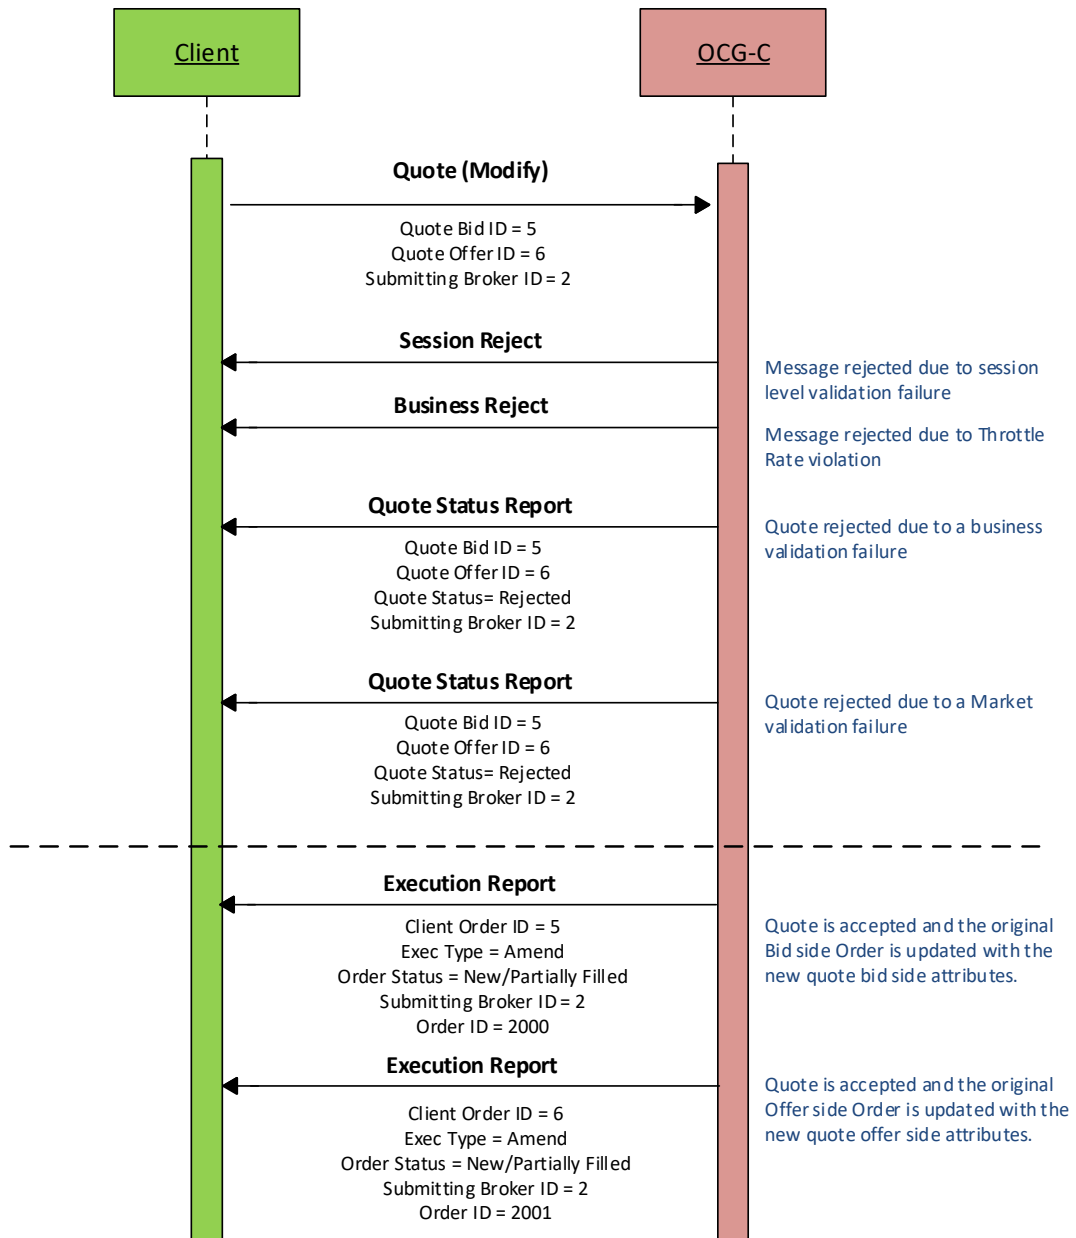 Client
OCG-C
Quote (Modify)
Quote Bid ID = 5
Quote Offer ID = 6
Submitting Broker ID = 2
Session Reject
Message rejected due to session
level validation failure
Business Reject
Message rejected due to Throttle
Rate violation
Quote Status Report
Quote rejected due to a business
validation failure
Quote Bid ID = 5
Quote Offer ID = 6
Quote Status= Rejected
Submitting Broker ID = 2
Quote Status Report
Quote rejected due to a Market
validation failure
Quote Bid ID = 5
Quote Offer ID = 6
Quote Status= Rejected
Submitting Broker ID = 2
Execution Report
Quote is accepted and the original
Bid side Order is updated with the
new quote bid side attributes.
Client Order ID = 5
Exec Type = Amend
Order Status = New/Partially Filled
Submitting Broker ID = 2
Order ID = 2000
Execution Report
Quote is accepted and the original
Offer side Order is updated with the
new quote offer side attributes.
Client Order ID = 6
Exec Type = Amend
Order Status = New/Partially Filled
Submitting Broker ID = 2
Order ID = 2001